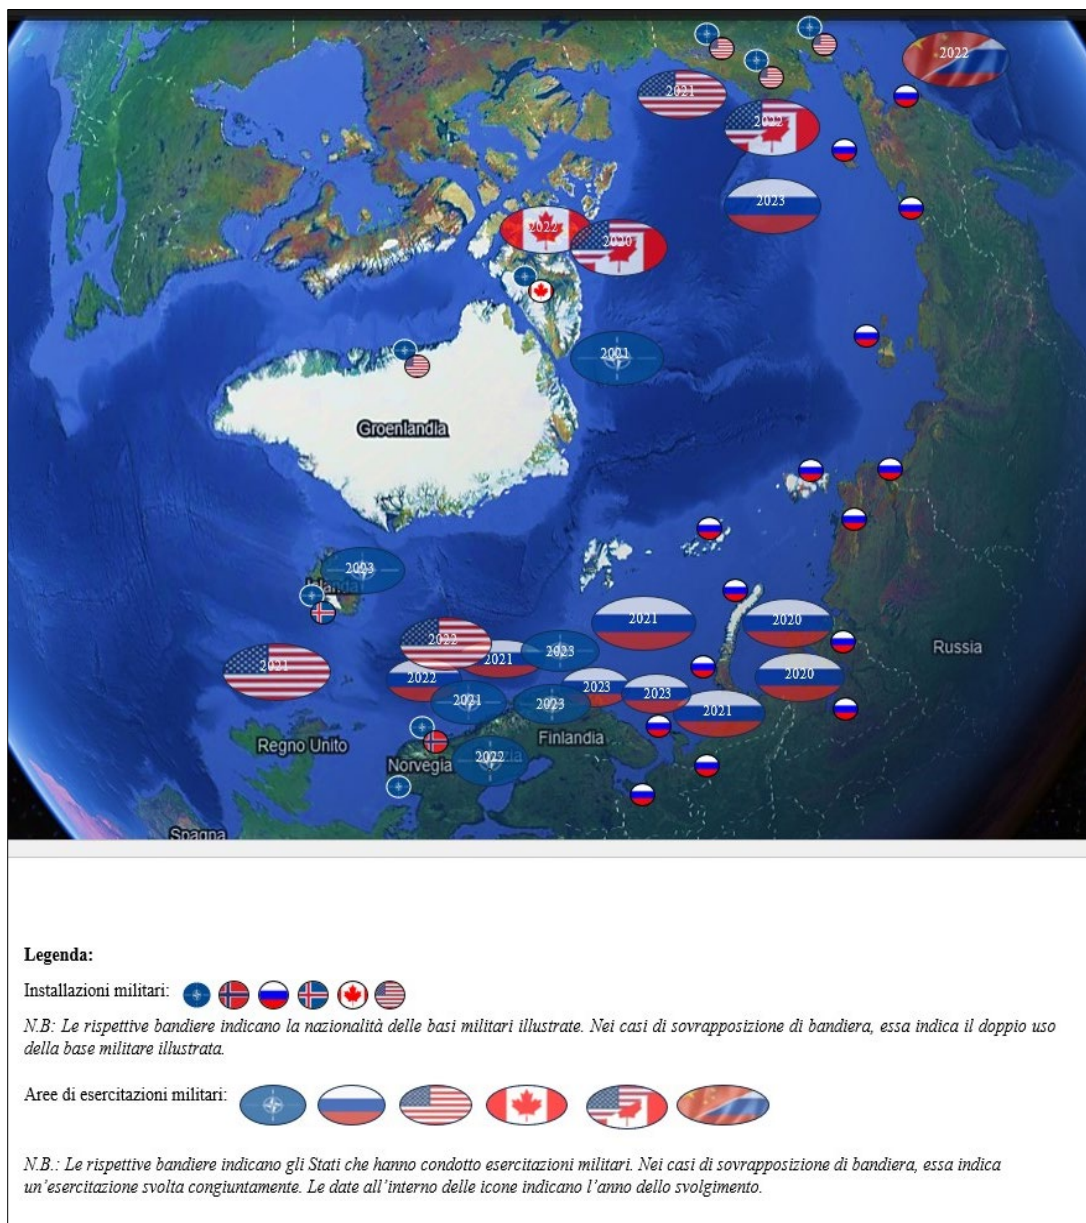 2022
2021
2022
2023
2022
2020
Groenlandia
2023
2021
2020
2022
Russia
2023
2021
2021
2020
2022
2023
2023
2021
2023
2021
Finlandia
Regno Unito
2022
Norvegia
Spagna
Legenda:
Installazioni militari:
N.B: Le rispettive bandiere indicano la nazionalità delle basi militari illustrate. Nei casi di sovrapposizione di bandiera, essa indica il doppio uso
della base militare illustrata.
Aree di esercitazioni militari:
N.B.: Le rispettive bandiere indicano gli Stati che hanno condotto esercitazioni militari. Nei casi di sovrapposizione di bandiera, essa indica
un’esercitazione svolta congiuntamente. Le date all’interno delle icone indicano l’anno dello svolgimento.